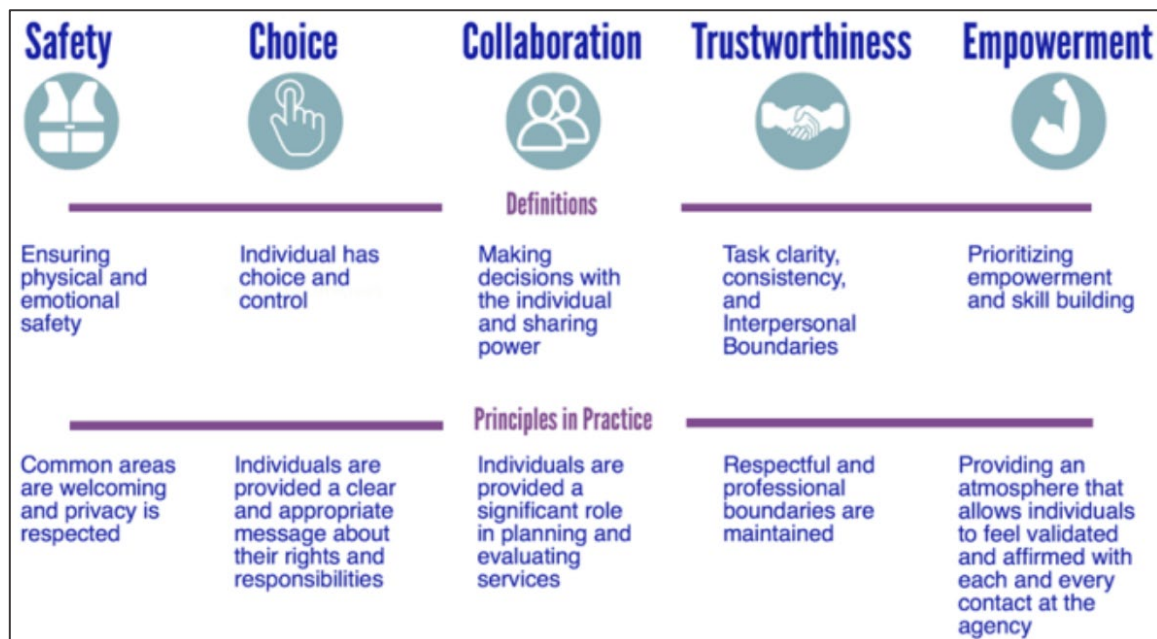 Safety
Choice
Collaboration
Trustworthiness
Empowerment
Definitions
Ensuring
physical and
emotional
safety
Individual has
choice and
control
Making
decisions with
the individual
and sharing
power
Task clarity,
consistency,
and
Interpersonal
Boundaries
Prioritizing
empowerment
and skill building
Principles in Practice
Common areas
are welcoming
and privacy is
respected
Individuals are
provided a clear
and appropriate
message about
their rights and
responsibilities
Individuals are
provided a
significant role
in planning and
evaluating
services
Respectful and
professional
boundaries are
maintained
Providing an
atmosphere that
allows individuals
to feel validated
and affirmed with
each and every
contact at the
agency